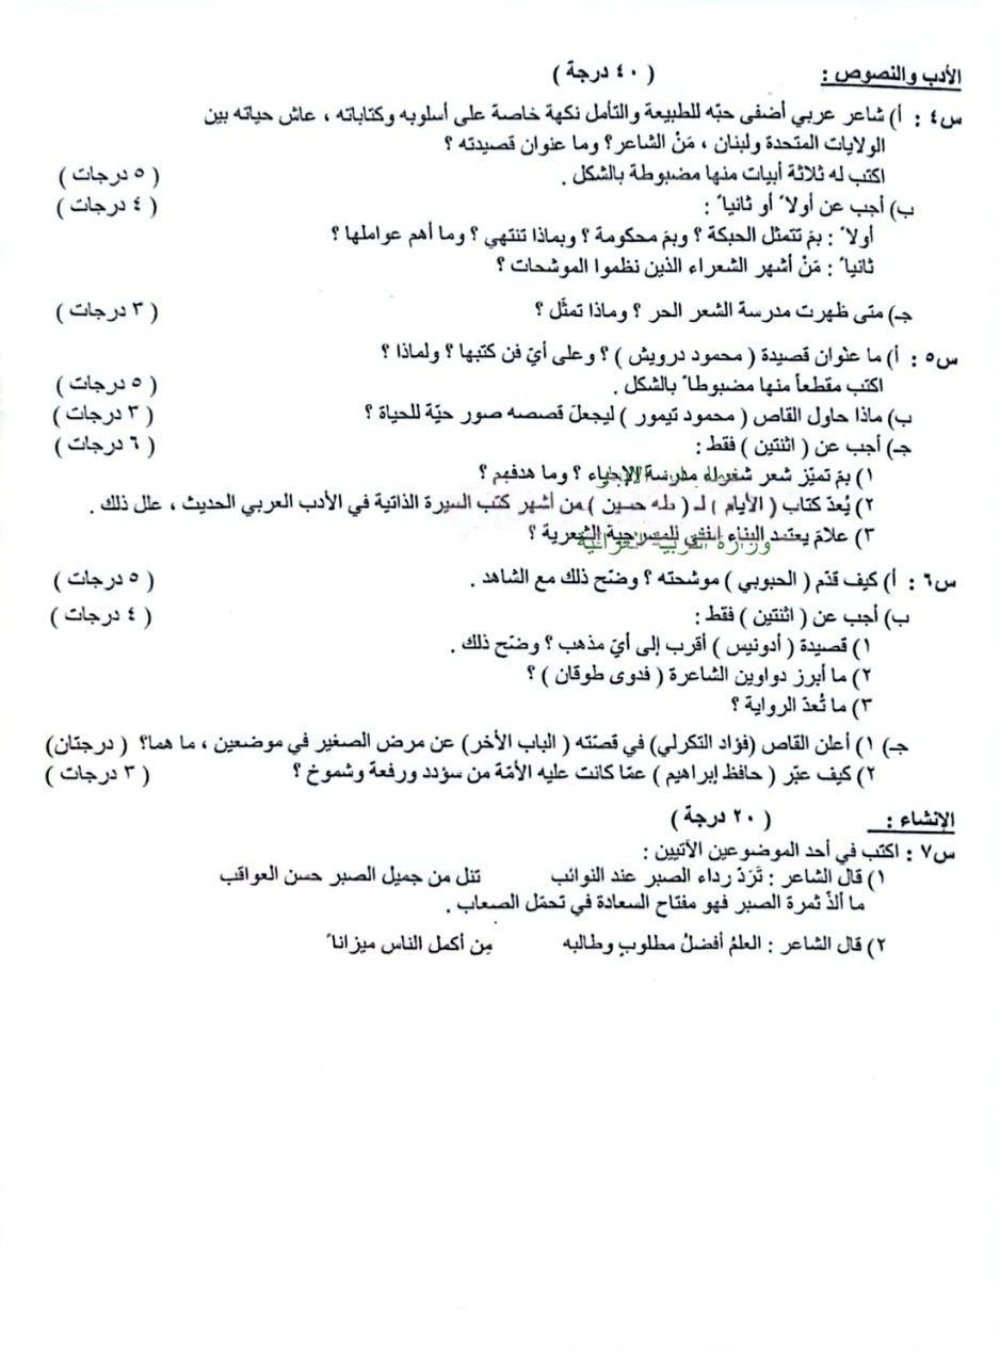 الأدب والنصوص : ( ٤٠ درجة )
س٤ : أ) شاعر عربي أضفى حبّه للطبيعة والتأمل نكهة خاصة على أسلوبه وكتاباته ، عاش حياته بين
الولايات المتحدة ولبنان ، مَنْ الشاعر؟ وما عنوان قصيدته ؟
اكتب له ثلاثة أبيات منها مضبوطة بالشكل . ( ٥ درجات )
ب) أجب عن أولا ً أو ثانيا ً : ( ٤ درجات )
أولا ً : بمَ تتمثل الحبكة ؟ وبمَ محكومة ؟ وبماذا تنتهي ؟ وما أهم عواملها ؟
ثانيا ً : مَنْ أشهر الشعراء الذين نظموا الموشحات ؟
جـ) متى ظهرت مدرسة الشعر الحر ؟ وماذا تمثّل ؟ ( ٣ درجات )
س٥ : أ) ما عنوان قصيدة ( محمود درويش ) ؟ وعلى أيّ فن كتبها ؟ ولماذا ؟
اكتب مقطعاً منها مضبوطا ً بالشكل . ( ٥ درجات )
ب) ماذا حاول القاص ( محمود تيمور ) ليجعلَ قصصه صور حيّة للحياة ؟ ( ٣ درجات )
جـ) أجب عن ( اثنتين ) فقط : ( ٦ درجات )
١) بمَ تميّز شعر شعراء مدرسة الإحياء ؟ وما هدفهم ؟
٢) يُعدّ كتاب ( الأيام ) لـ ( طه حسين ) من أشهر كتب السيرة الذاتية في الأدب العربي الحديث ، علل ذلك .
٣) علامَ يعتمد البناء الفني للمسرحية الشعرية ؟
وزارة التربية العراقية
س٦ : أ) كيف قدّم ( الحبوبي ) موشحته ؟ وضّح ذلك مع الشاهد . ( ٥ درجات )
ب) أجب عن ( اثنتين ) فقط : ( ٤ درجات )
١) قصيدة ( أدونيس ) أقرب إلى أيّ مذهب ؟ وضّح ذلك .
٢) ما أبرز دواوين الشاعرة ( فدوى طوقان ) ؟
٣) ما تُعدّ الرواية ؟
جـ) ١) أعلن القاص (فؤاد التكرلي) في قصّته ( الباب الأخر) عن مرض الصغير في موضعين ، ما هما؟ ( درجتان)
٢) كيف عبّر ( حافظ إبراهيم ) عمّا كانت عليه الأمّة من سؤدد ورفعة وشموخ ؟ ( ٣ درجات )
الإنشاء : ( ٢٠ درجة )
س٧ : اكتب في أحد الموضوعين الآتيين :
١) قال الشاعر : تَرَدّ رداء الصبر عند النوائب تنل من جميل الصبر حسن العواقب
ما ألذّ ثمرة الصبر فهو مفتاح السعادة في تحمّل الصعاب .
٢) قال الشاعر : العلمُ أفضلُ مطلوبٍ وطالبه مِن أكمل الناس ميزانا ً